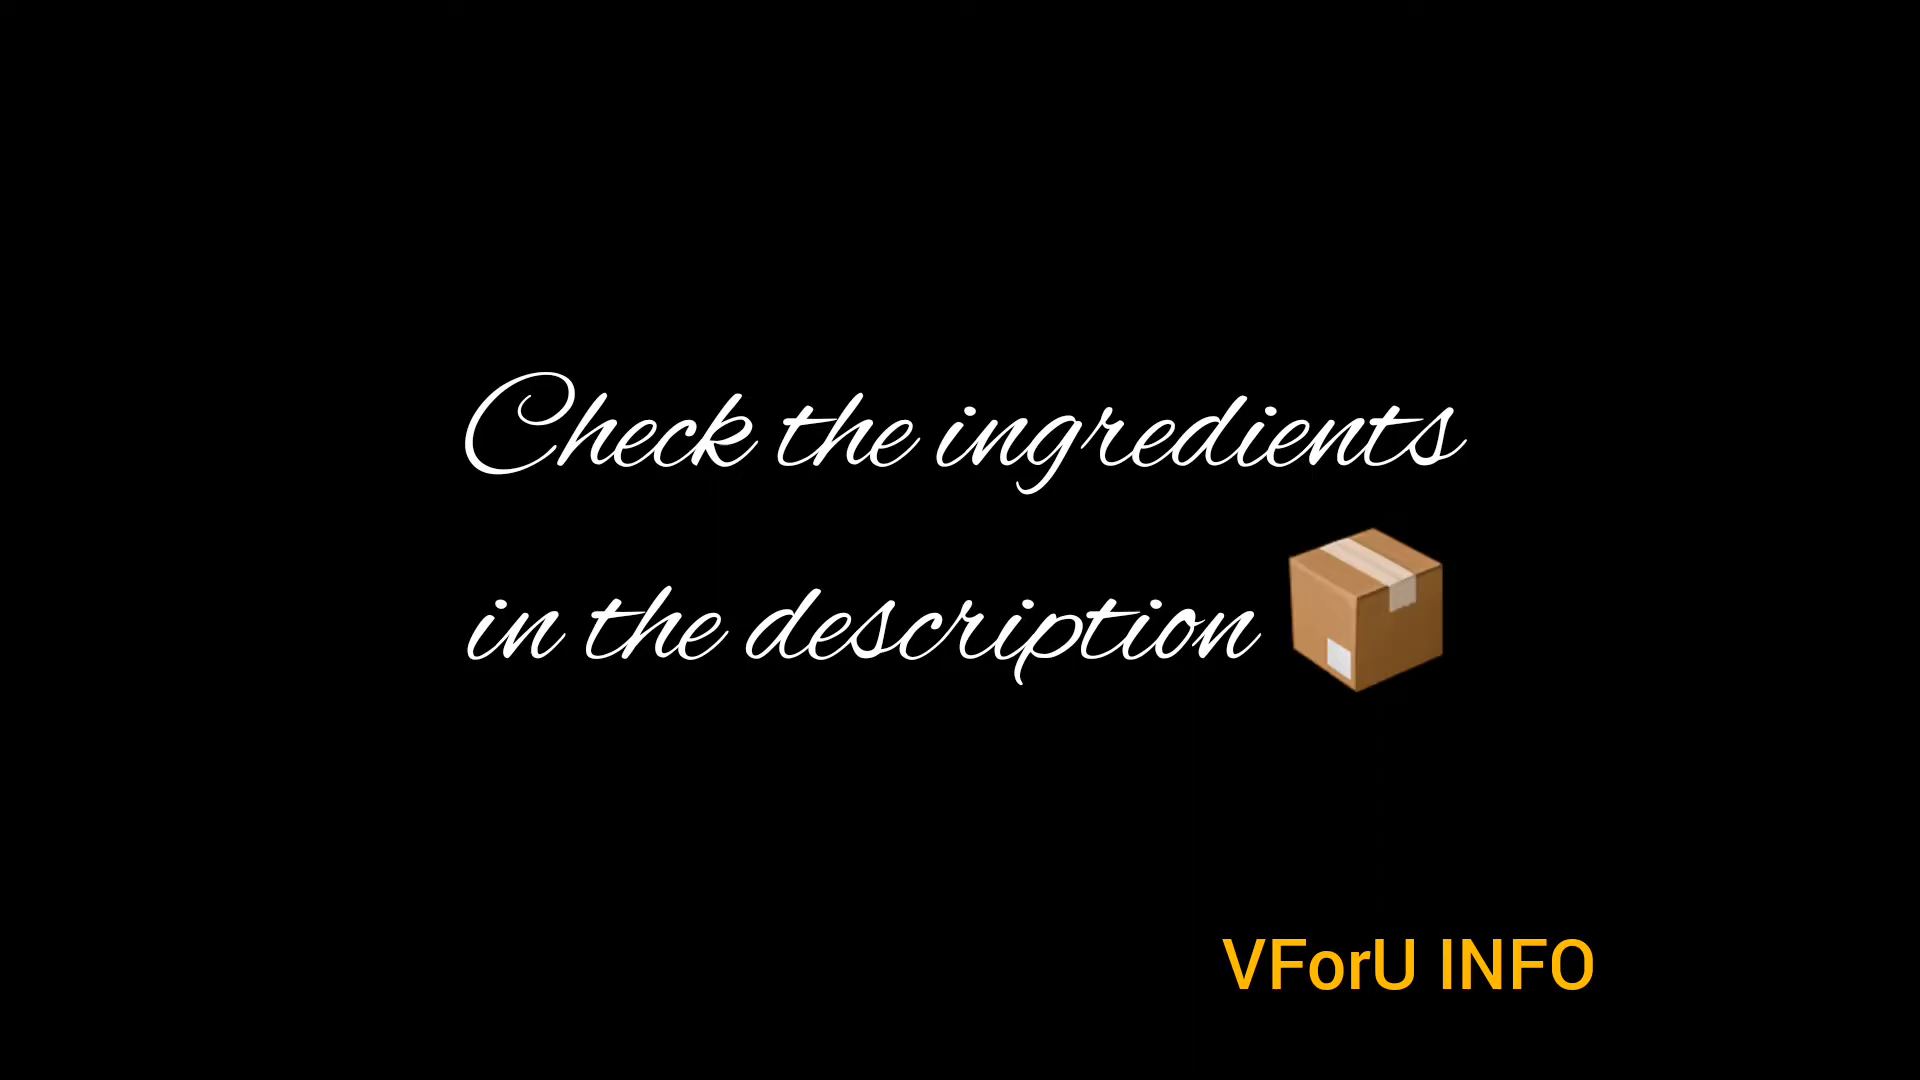 Check the ingredients
in the description 📦
VForU INFO